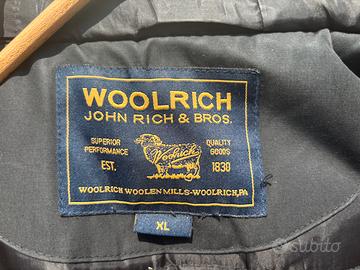 WOOLRICH
JOHN RICH & BROS.
SUPERIOR PERFORMANCE
QUALITY GOODS
Woolrich
EST.
1830
WOOLRICH WOOLEN MILLS-WOOLRICH, PA
XL
subito